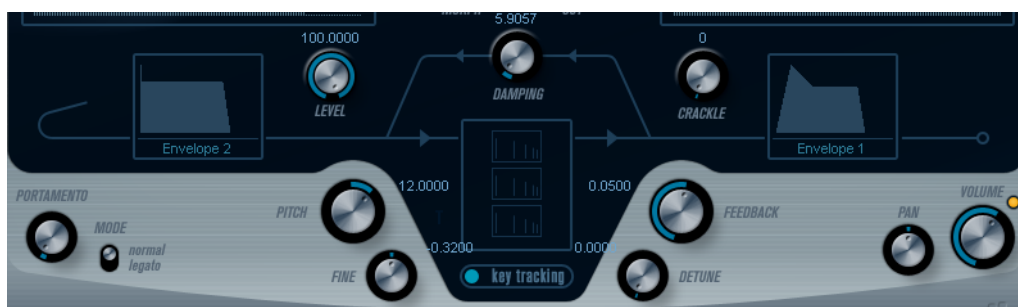 5.9057
100.0000
0
LEVEL
DAMPING
CRACKLE
Envelope 2
Envelope 1
PORTAMENTO
12.0000
0.0500
VOLUME
PITCH
FEEDBACK
PAN
MODE
normal
legato
-0.3200
0.0000
FINE
key tracking
DETUNE